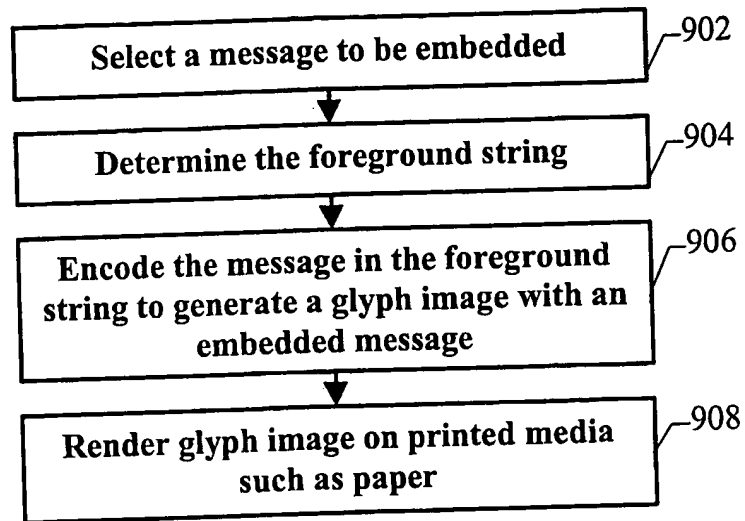 Select a message to be embedded
902
Determine the foreground string
904
Encode the message in the foreground
string to generate a glyph image with an
embedded message
906
Render glyph image on printed media
such as paper
908